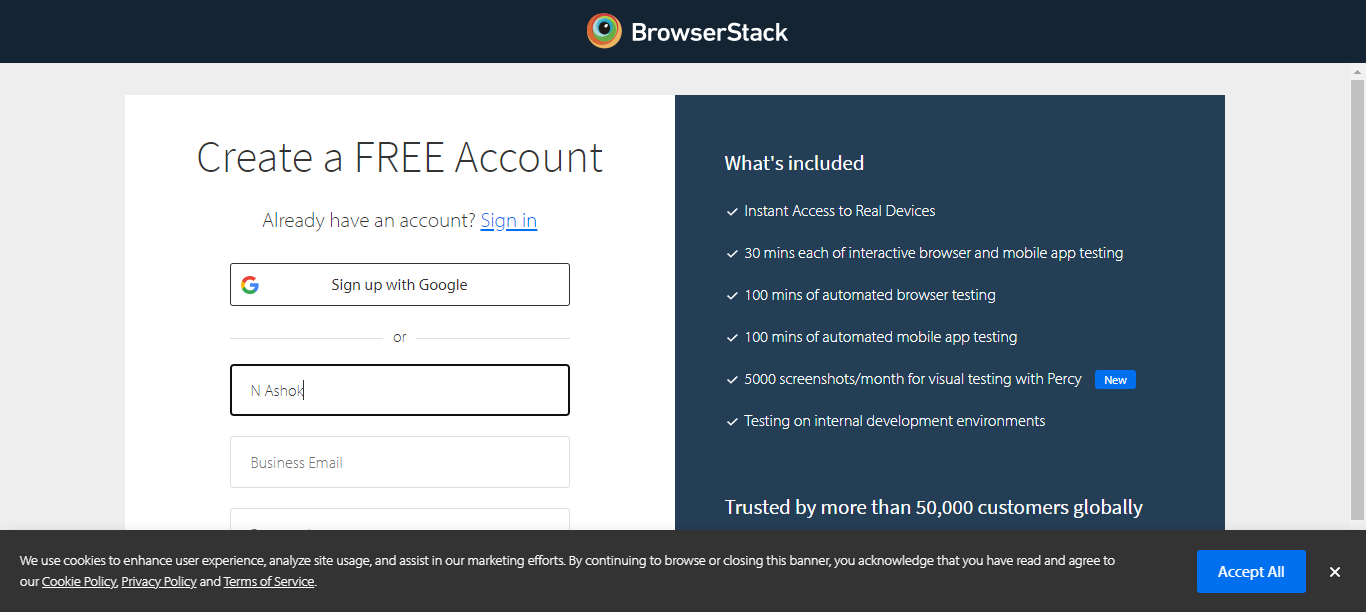 BrowserStack
Create a FREE Account
Already have an account? Sign in
Sign up with Google
or
N Ashok
Business Email
What's included
Instant Access to Real Devices
30 mins each of interactive browser and mobile app testing
100 mins of automated browser testing
100 mins of automated mobile app testing
5000 screenshots/month for visual testing with Percy New
Testing on internal development environments
Trusted by more than 50,000 customers globally
We use cookies to enhance user experience, analyze site usage, and assist in our marketing efforts. By continuing to browse or closing this banner, you acknowledge that you have read and agree to
our Cookie Policy, Privacy Policy and Terms of Service.
Accept All